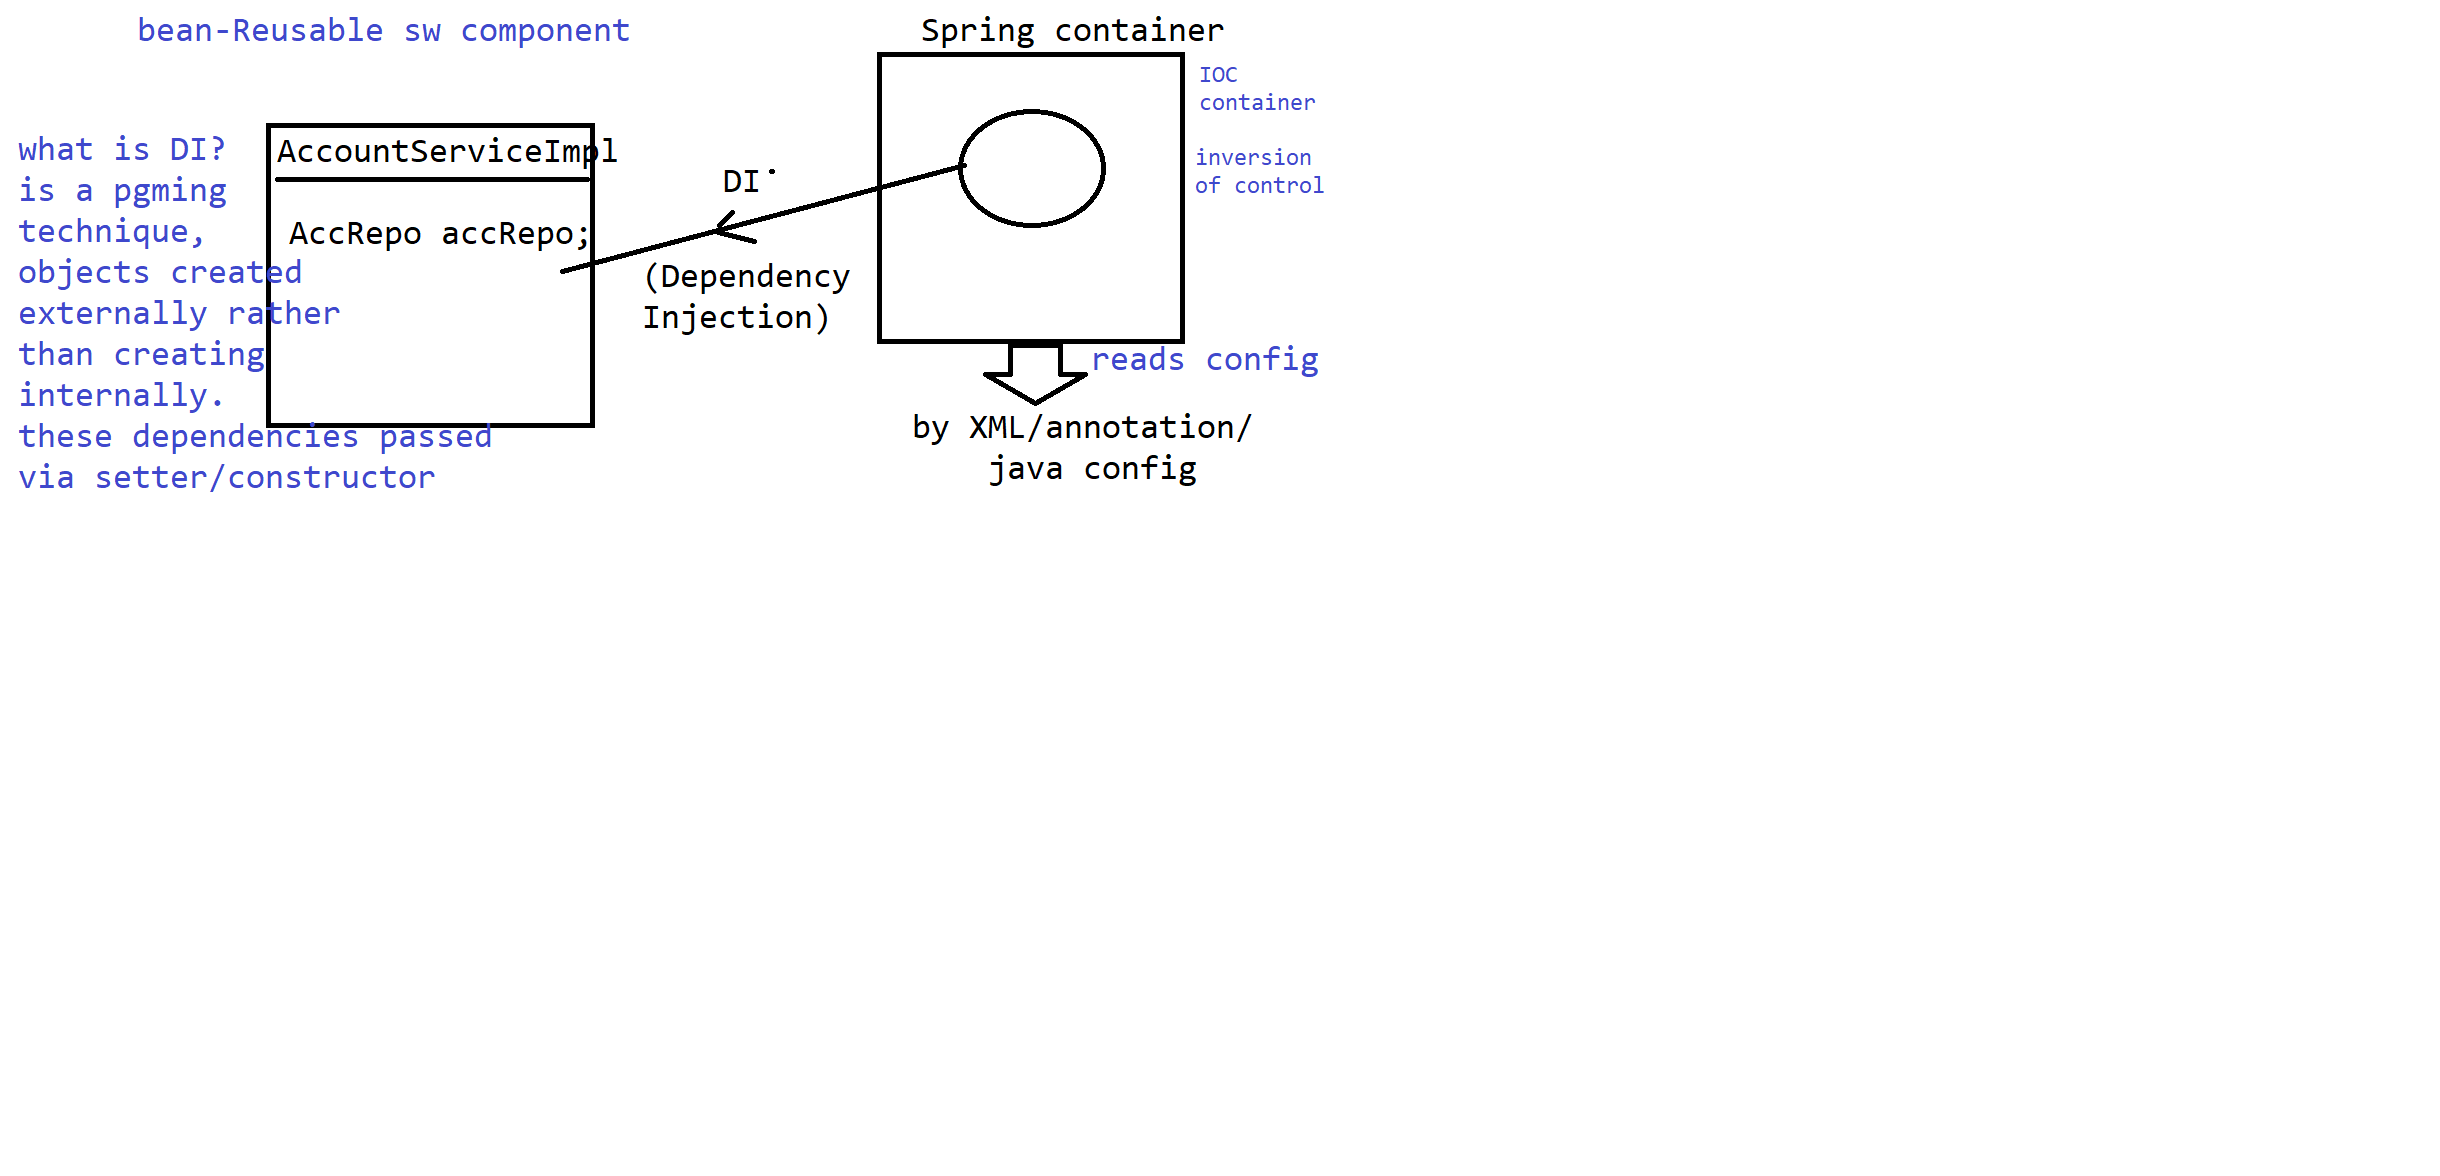 bean-Reusable sw component
what is DI?
is a pgming
technique,
objects created
externally rather
than creating
internally.
these dependencies passed
via setter/constructor
AccountServiceImpl
AccRepo accRepo;
DI
(Dependency
Injection)
Spring container
IOC
container
inversion
of control
reads config
by XML/annotation/
java config